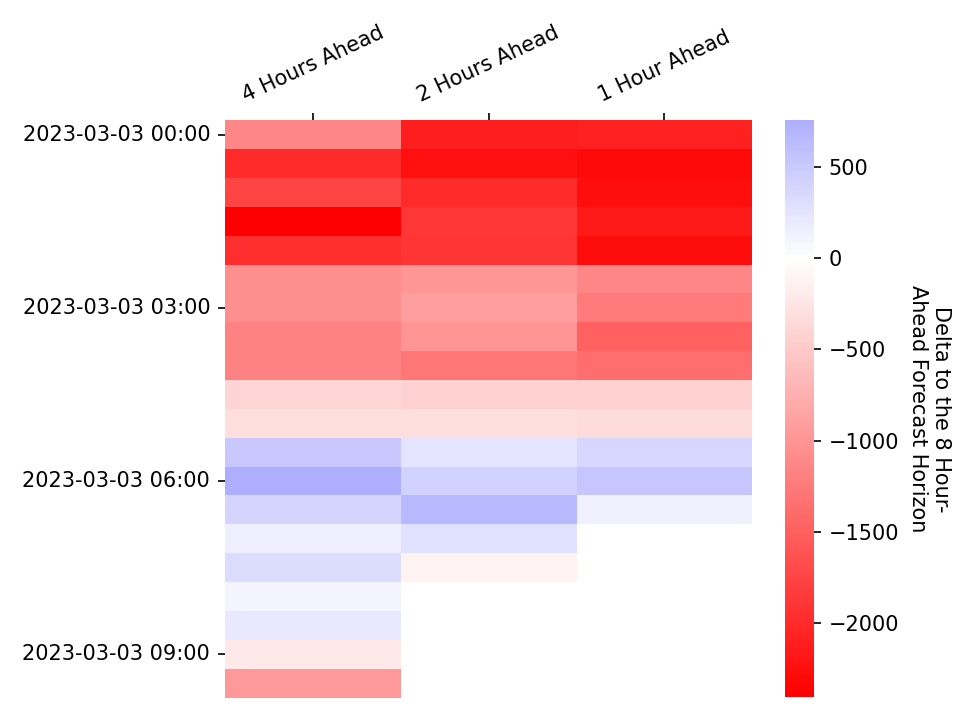 4 Hours Ahead
2 Hours Ahead
1 Hour Ahead
2023-03-03 00:00
2023-03-03 03:00
2023-03-03 06:00
2023-03-03 09:00
500
0
−500
−1000
−1500
−2000
Delta to the 8 Hour-
Ahead Forecast Horizon